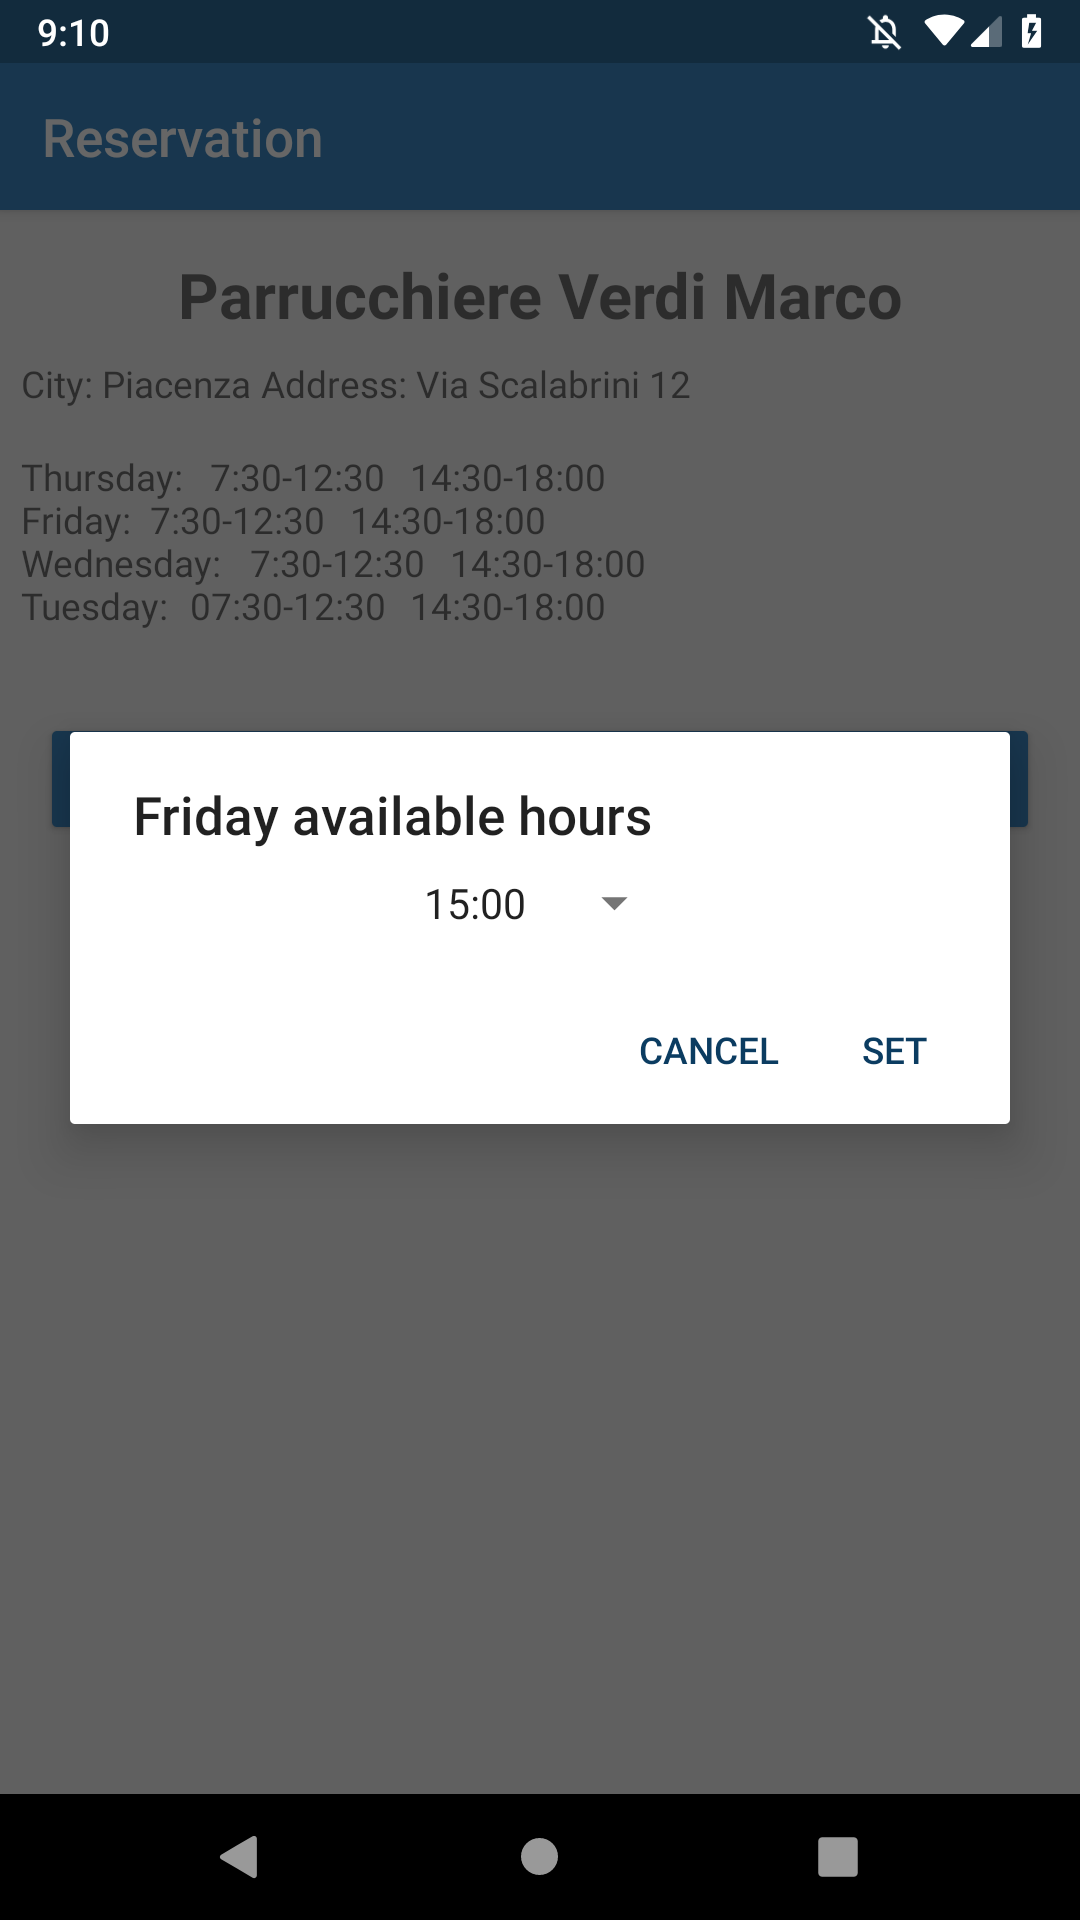 9:10
Reservation
Parrucchiere Verdi Marco
City: Piacenza Address: Via Scalabrini 12
Thursday: 7:30-12:30 14:30-18:00
Friday: 7:30-12:30 14:30-18:00
Wednesday: 7:30-12:30 14:30-18:00
Tuesday: 07:30-12:30 14:30-18:00
Friday available hours
15:00
CANCEL SET